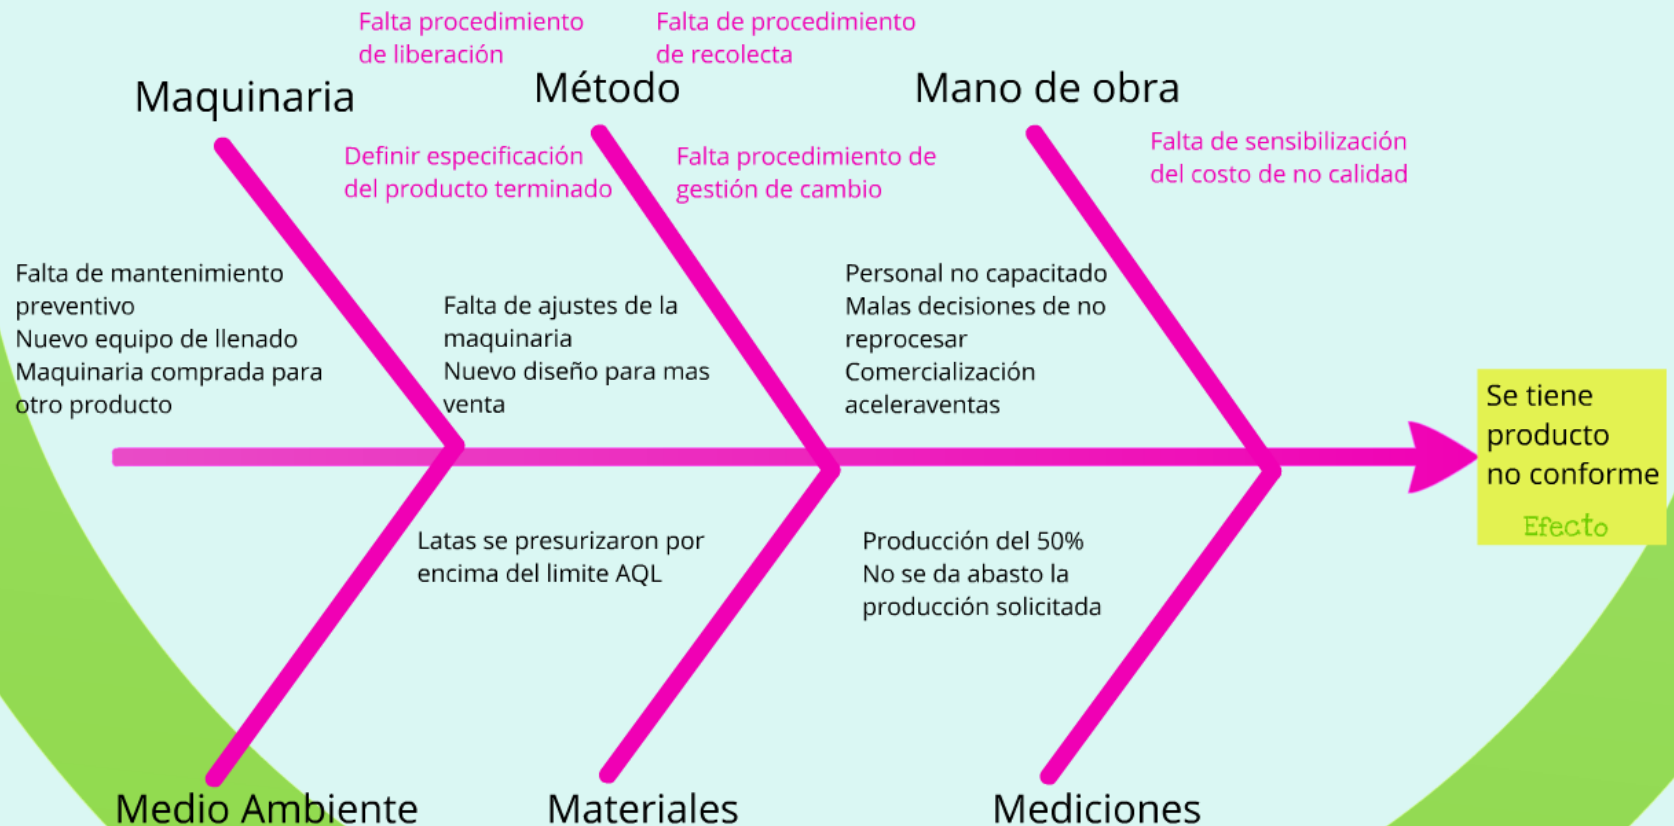 Falta procedimiento
de liberación
Falta de procedimiento
de recolecta
Maquinaria
Método
Mano de obra
Definir especificación
del producto terminado
Falta procedimiento de
gestión de cambio
Falta de sensibilización
del costo de no calidad
Falta de mantenimiento
preventivo
Nuevo equipo de llenado
Maquinaria comprada para
otro producto
Falta de ajustes de la
maquinaria
Nuevo diseño para mas
venta
Personal no capacitado
Malas decisiones de no
reprocesar
Comercialización
aceleraventas
Se tiene
producto
no conforme
Efecto
Latas se presurizaron por
encima del limite AQL
Producción del 50%
No se da abasto la
producción solicitada
Medio Ambiente
Materiales
Mediciones